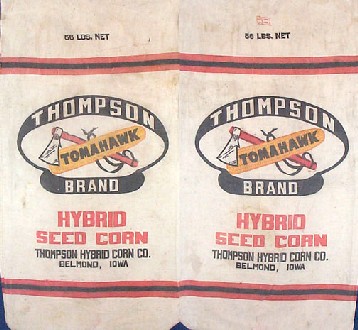 56 LBS. NET
THOMPSON
TOMAHAWK
BRAND
HYBRID
SEED CORN
THOMPSON HYBRID CORN CO.
BELMOND, IOWA
56 LBS. NET
THOMPSON
TOMAHAWK
BRAND
HYBRID
SEED CORN
THOMPSON HYBRID CORN CO.
BELMOND, IOWA